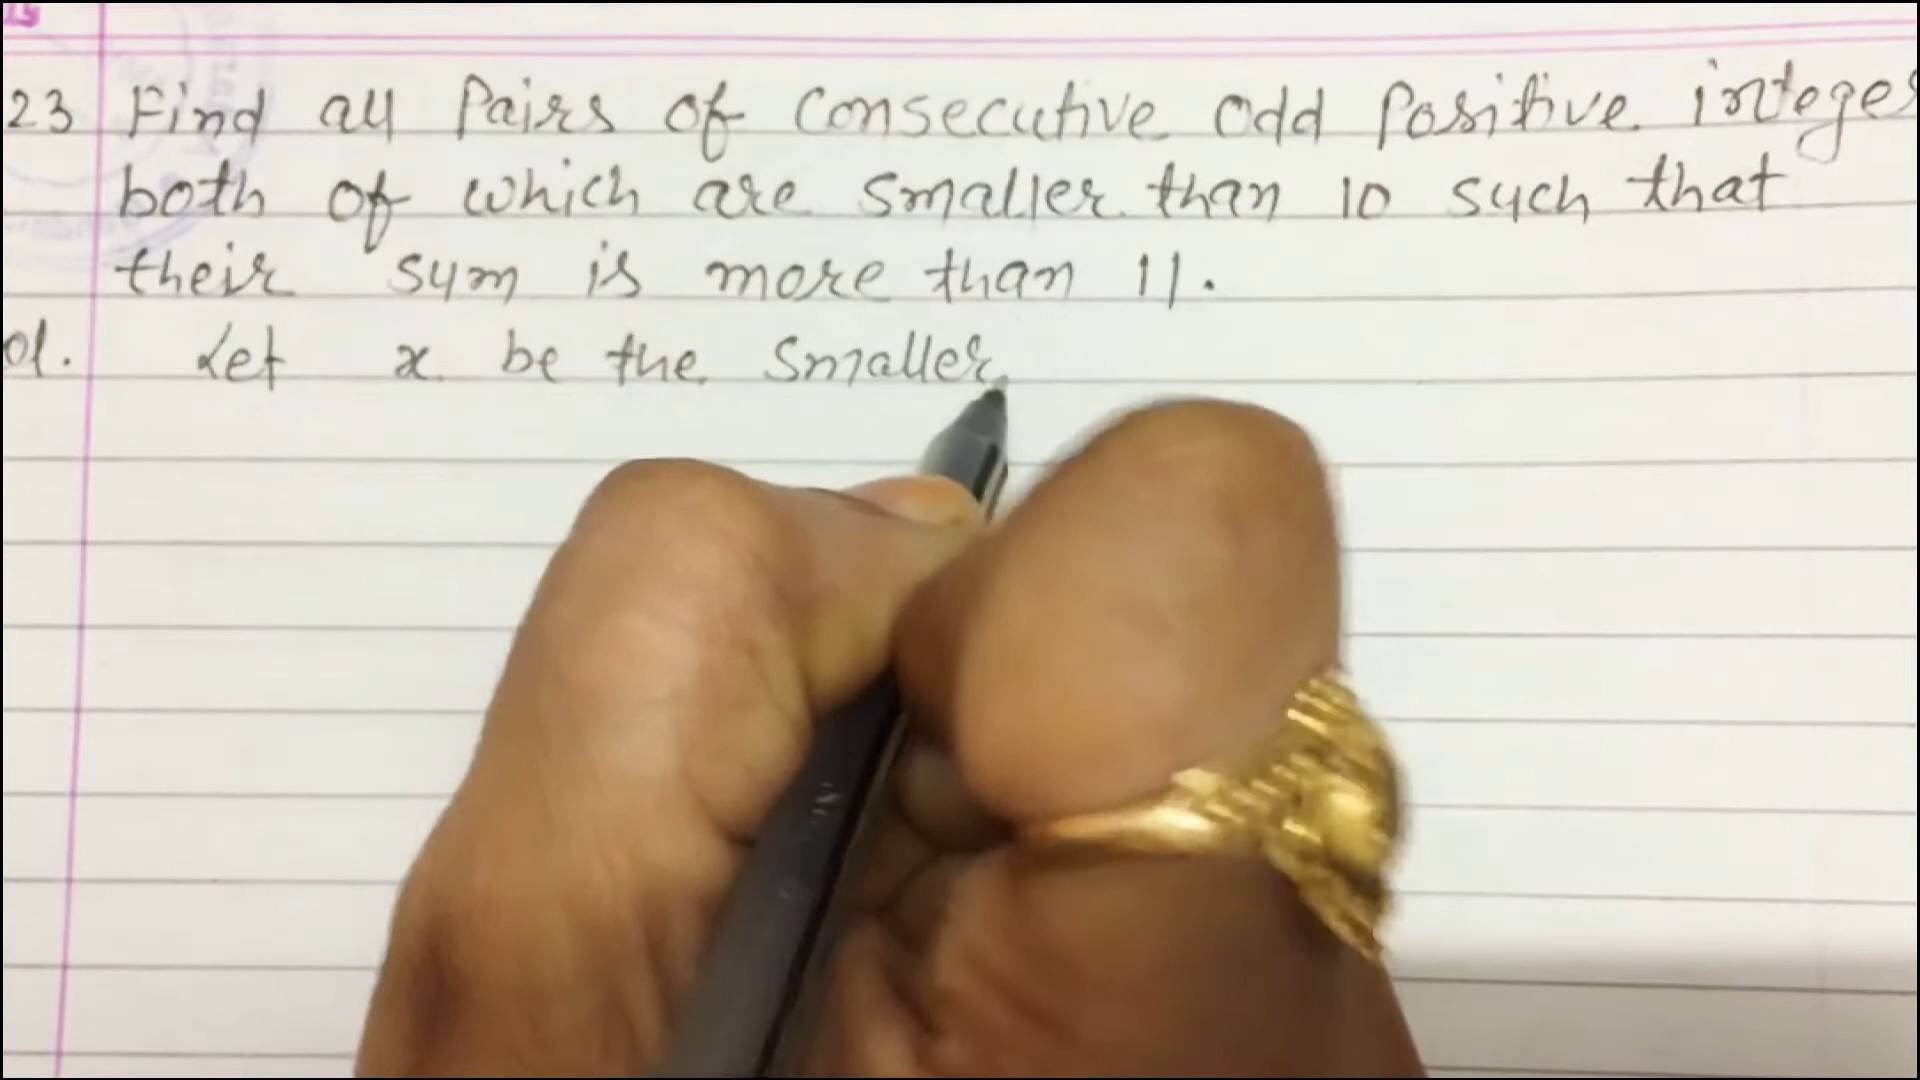 23 Find all Pairs of Consecutive odd Positive integes
both of which are smaller than 10 such that
their sum is more than 11.
ol. Let x be the smaller